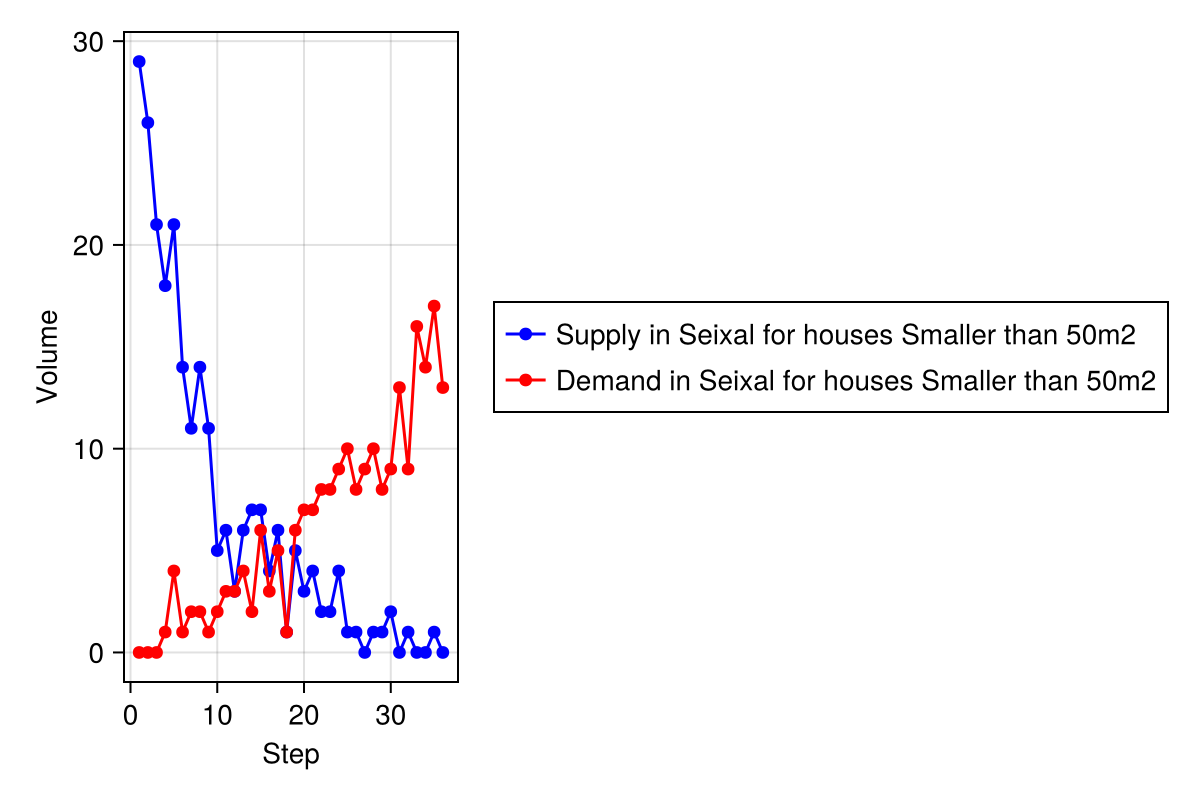 30
20
10
0
Volume
0 10 20 30
Step
Supply in Seixal for houses Smaller than 50m2
Demand in Seixal for houses Smaller than 50m2